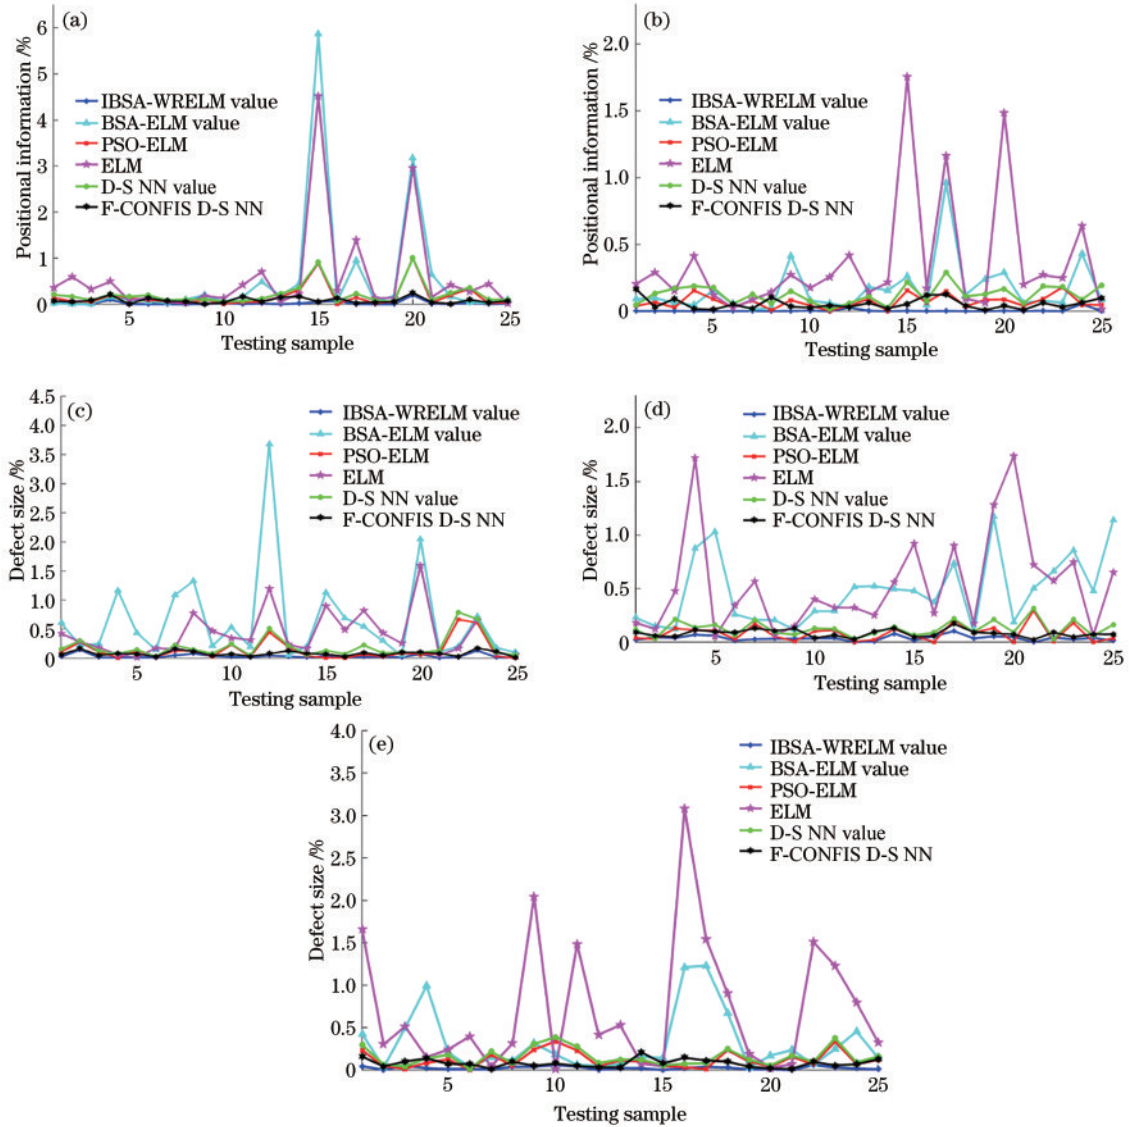 (a)
Positional information /%
6
5
4
3
2
1
0
IBSA-WRELM value
BSA-ELM value
PSO-ELM
ELM
D-S NN value
F-CONFIS D-S NN
5 10 15 20 25
Testing sample
(b)
Positional information /%
2.0
1.5
1.0
0.5
0
IBSA-WRELM value
BSA-ELM value
PSO-ELM
ELM
D-S NN value
F-CONFIS D-S NN
5 10 15 20 25
Testing sample
(c)
Defect size /%
4.5
4.0
3.5
3.0
2.5
2.0
1.5
1.0
0.5
0
IBSA-WRELM value
BSA-ELM value
PSO-ELM
ELM
D-S NN value
F-CONFIS D-S NN
5 10 15 20 25
Testing sample
(d)
Defect size /%
2.0
1.5
1.0
0.5
0
IBSA-WRELM value
BSA-ELM value
PSO-ELM
ELM
D-S NN value
F-CONFIS D-S NN
5 10 15 20 25
Testing sample
(e)
Defect size /%
4.0
3.5
3.0
2.5
2.0
1.5
1.0
0.5
0
IBSA-WRELM value
BSA-ELM value
PSO-ELM
ELM
D-S NN value
F-CONFIS D-S NN
5 10 15 20 25
Testing sample